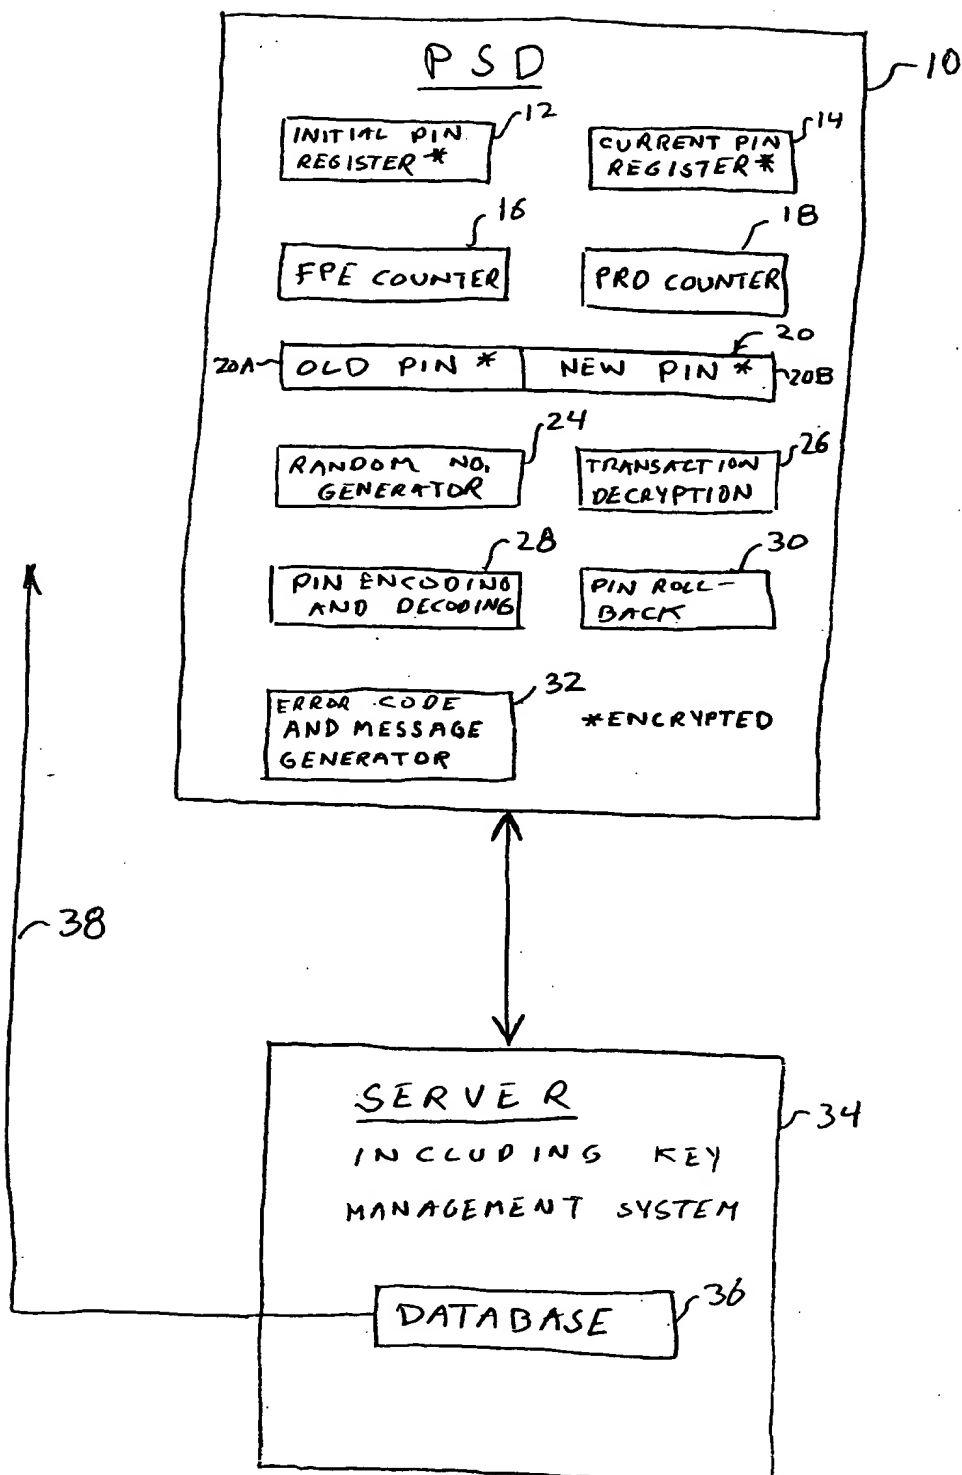 PSD
10
12
INITIAL PIN
REGISTER*
14
CURRENT PIN
REGISTER*
16
FPE COUNTER
18
PRD COUNTER
20
20A
OLD PIN *
NEW PIN *
20B
24
RANDOM NO.
GENERATOR
26
TRANSACTION
DECRYPTION
28
PIN ENCODING
AND DECODING
30
PIN ROLL-
BACK
32
ERROR CODE
AND MESSAGE
GENERATOR
*ENCRYPTED
38
SERVER
34
INCLUDING KEY
MANAGEMENT SYSTEM
DATABASE
36